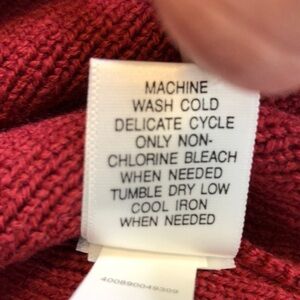 MACHINE
WASH COLD
DELICATE CYCLE
ONLY NON-
CHLORINE BLEACH
WHEN NEEDED
TUMBLE DRY LOW
COOL IRON
WHEN NEEDED
400890049309